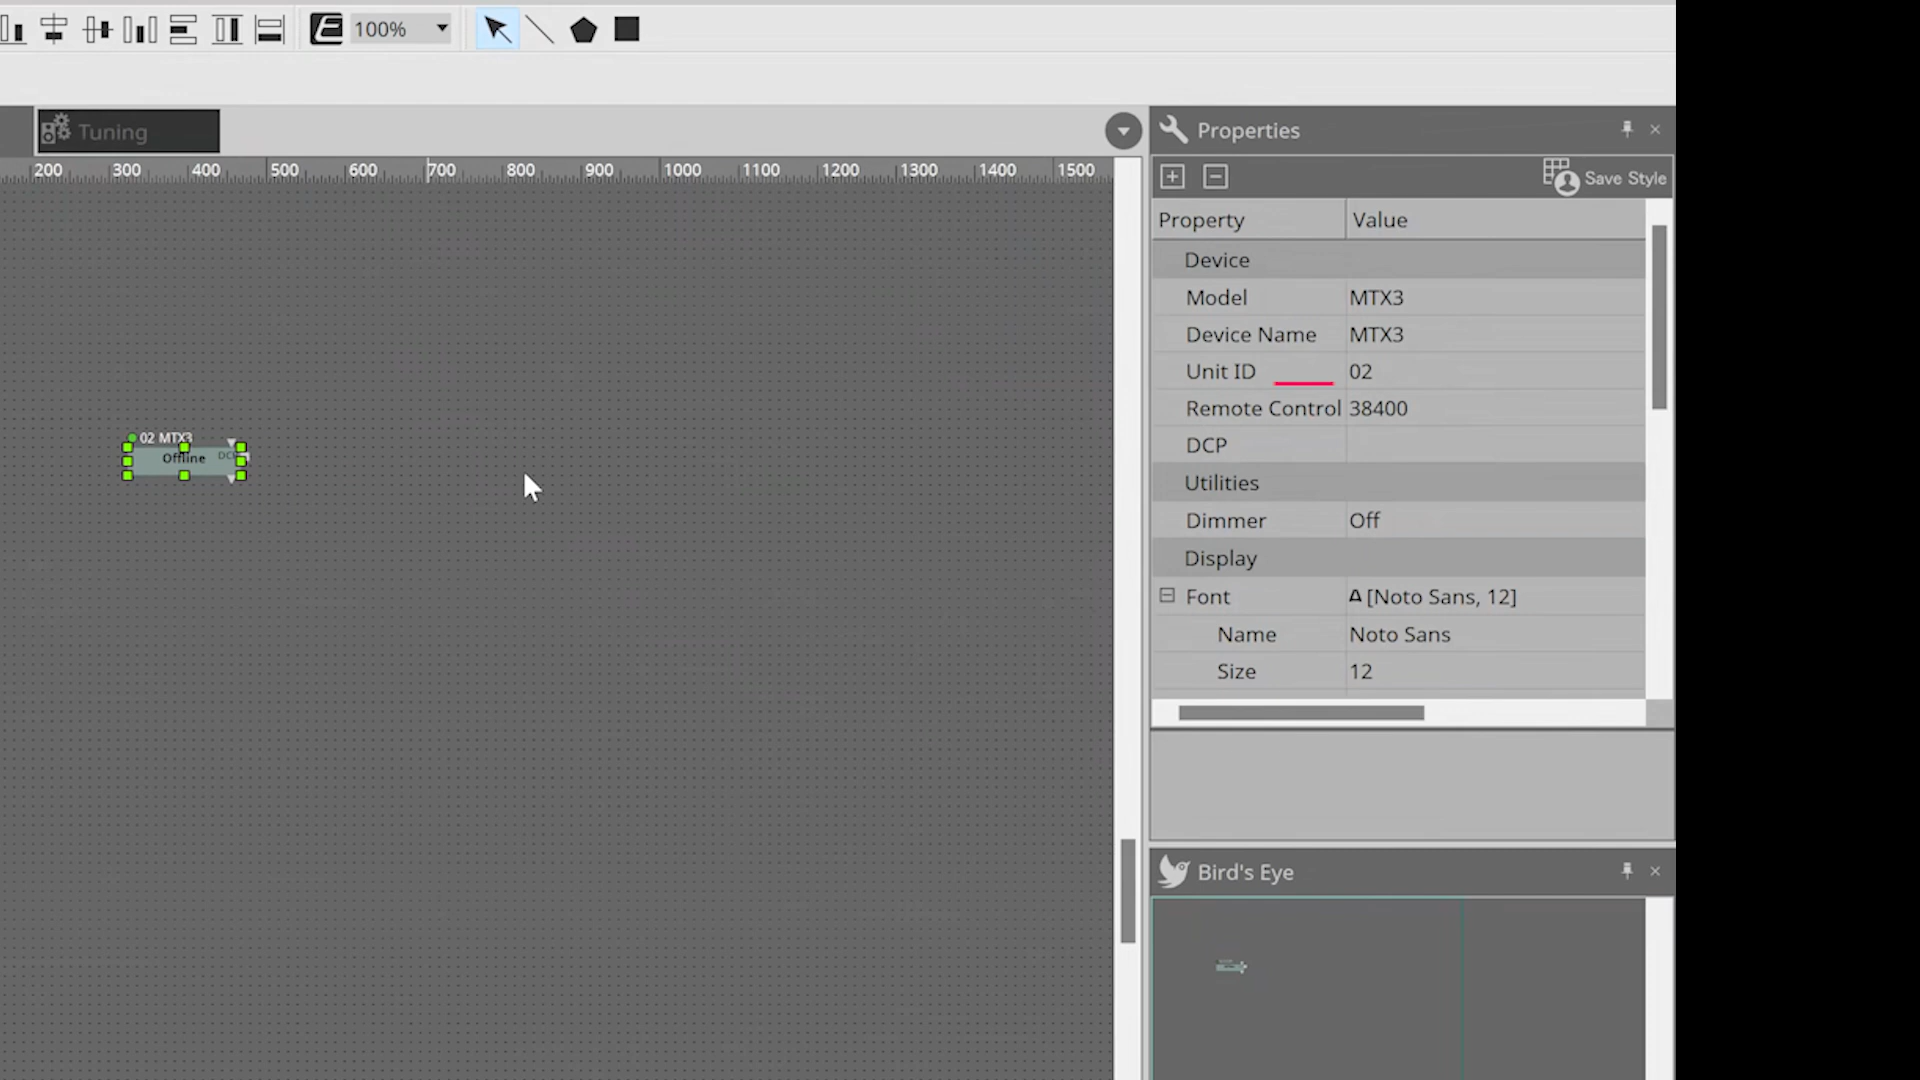 100%
Tuning
200 300 400 500 600 700 800 900 1000 1100 1200 1300 1400 1500
02 MTX3
Offline DCP
Properties
Save Style
Property Value
Device
Model MTX3
Device Name MTX3
Unit ID 02
Remote Control 38400
DCP
Utilities
Dimmer Off
Display
Font A [Noto Sans, 12]
Name Noto Sans
Size 12
Bird's Eye